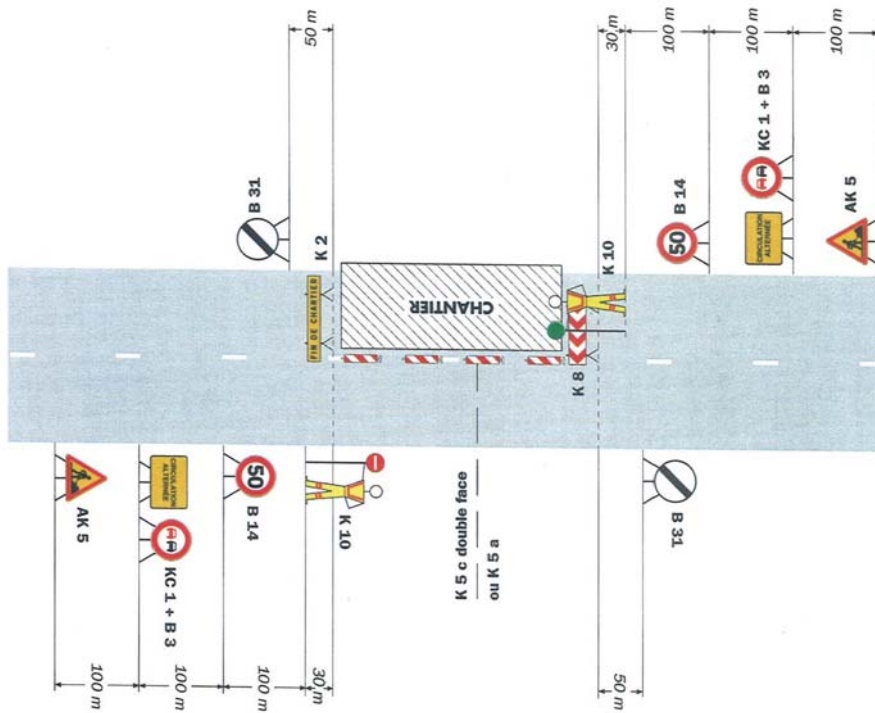 50 m
30 m
100 m
100 m
100 m
B 31
K 2
FIN DE CHANTIER
CHANTIER
K 10
K 8
50
B 14
CIRCULATION
ALTERNÉE
KC 1 + B 3
AK 5
AK 5
CIRCULATION
ALTERNÉE
KC 1 + B 3
50
B 14
K 10
K 5 c double face
ou K 5 a
B 31
100 m
100 m
100 m
30 m
50 m